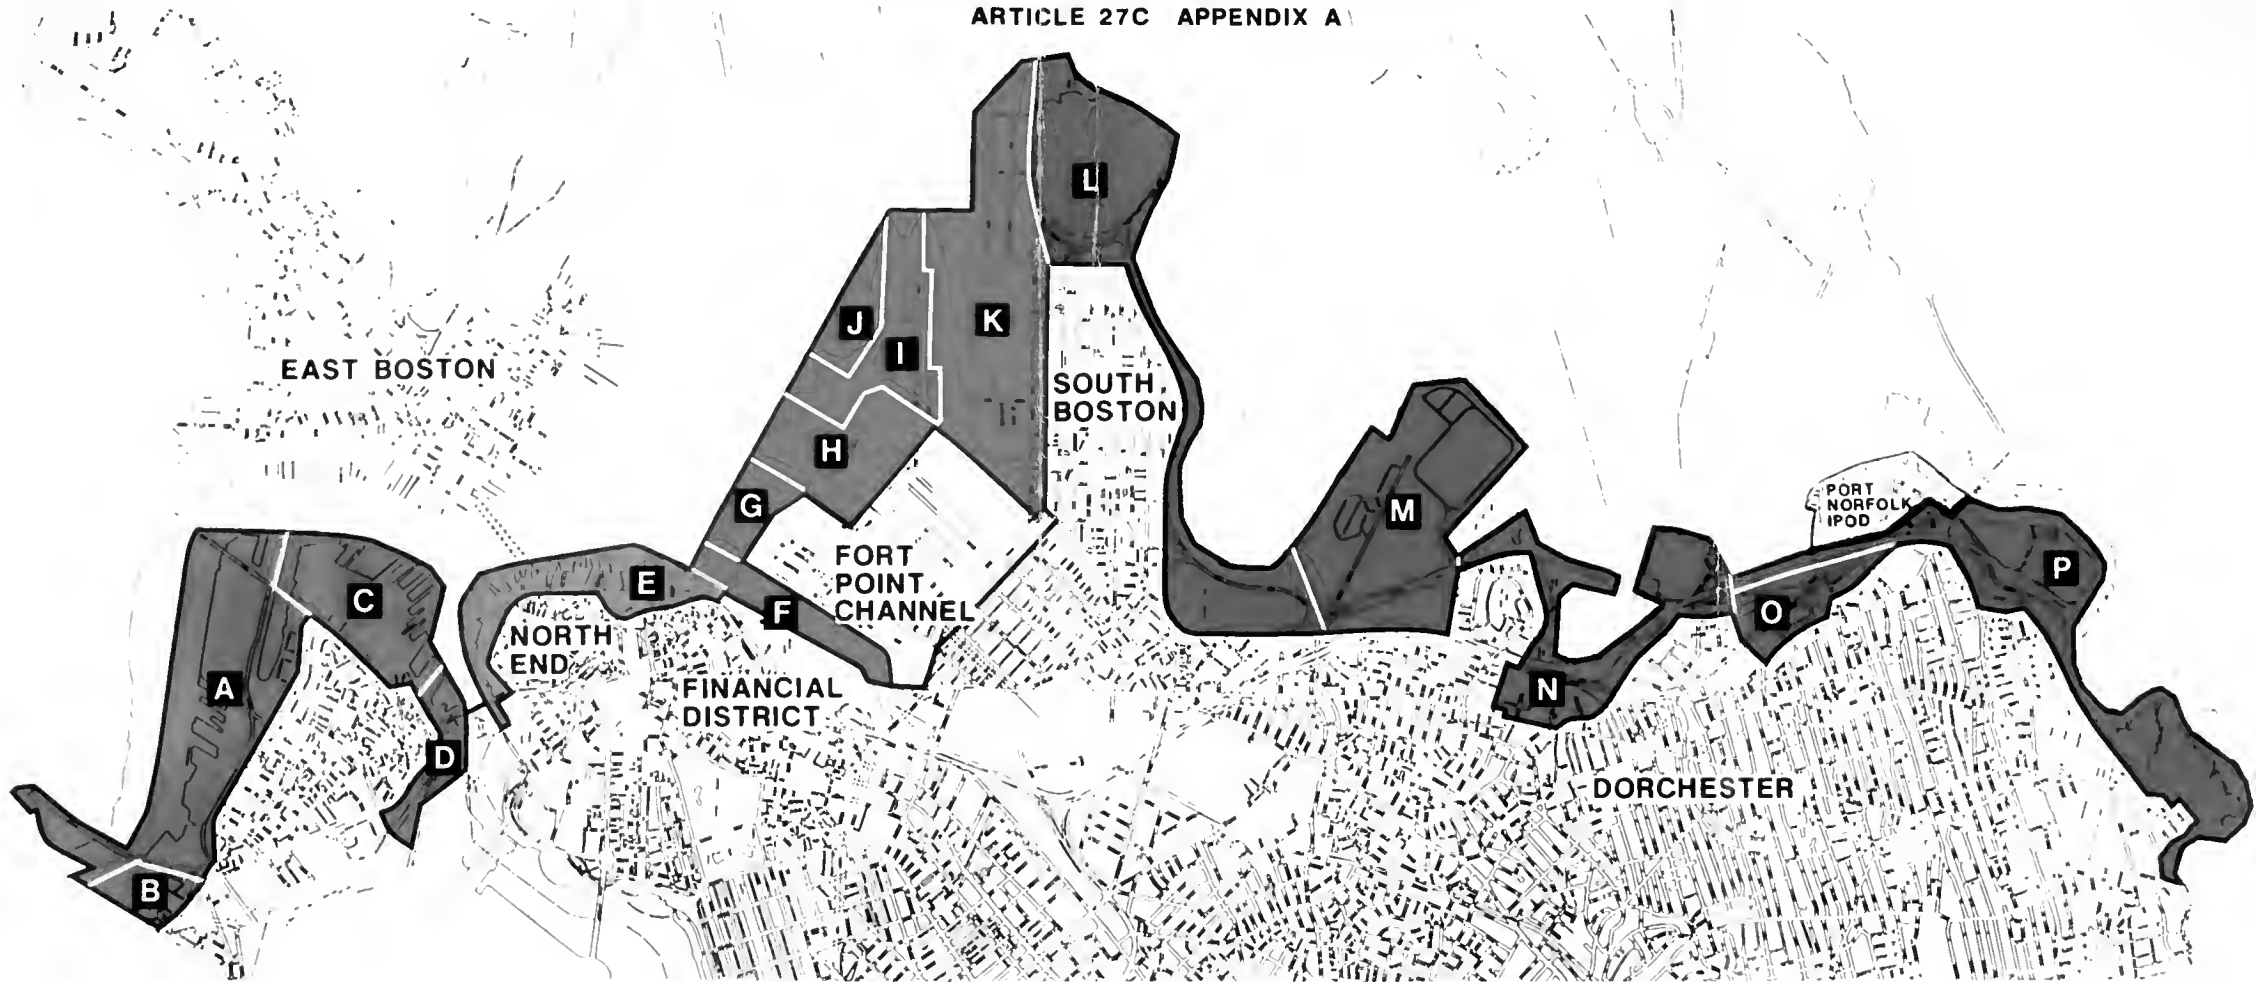 ARTICLE 27C APPENDIX A
L
J
K
I
EAST BOSTON
SOUTH
BOSTON
H
G
M
PORT
NORFOLK
IPOD
FORT
POINT
CHANNEL
C
E
F
P
O
NORTH
END
A
FINANCIAL
DISTRICT
N
D
DORCHESTER
B